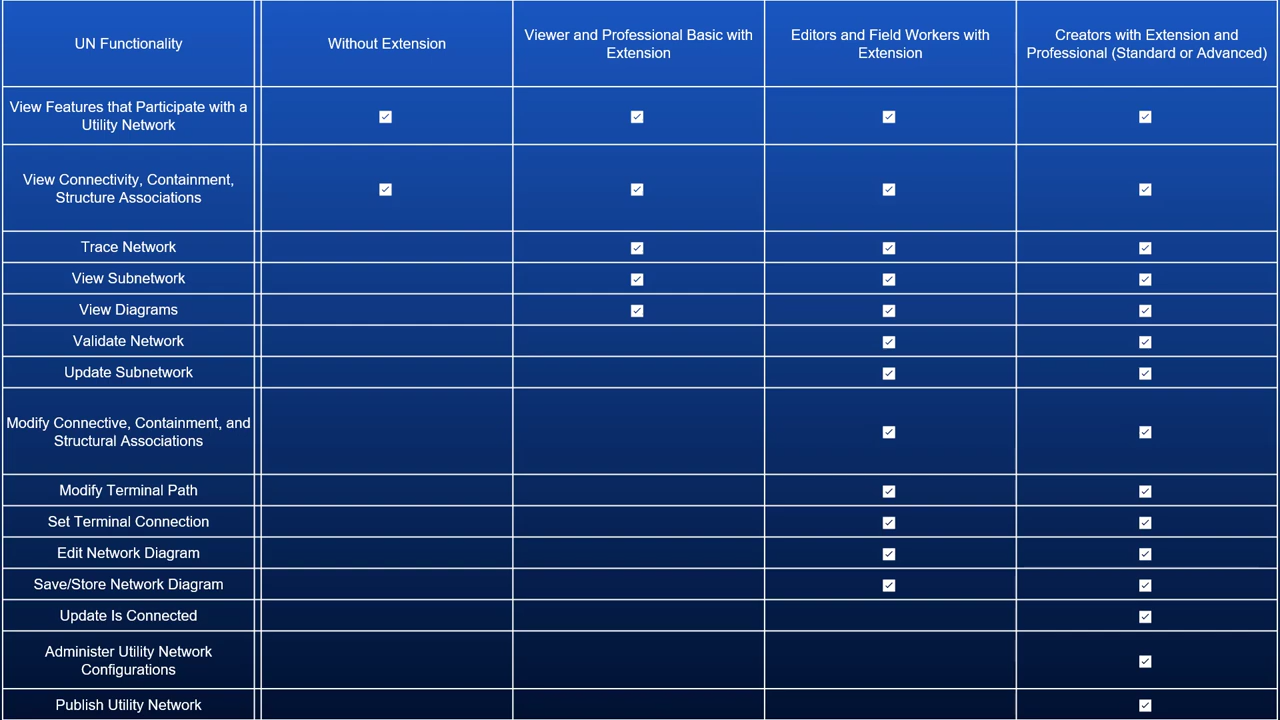 UN Functionality
Without Extension
Viewer and Professional Basic with
Extension
Editors and Field Workers with
Extension
Creators with Extension and
Professional (Standard or Advanced)
View Features that Participate with a
Utility Network
View Connectivity, Containment,
Structure Associations
Trace Network
View Subnetwork
View Diagrams
Validate Network
Update Subnetwork
Modify Connective, Containment, and
Structural Associations
Modify Terminal Path
Set Terminal Connection
Edit Network Diagram
Save/Store Network Diagram
Update Is Connected
Administer Utility Network
Configurations
Publish Utility Network